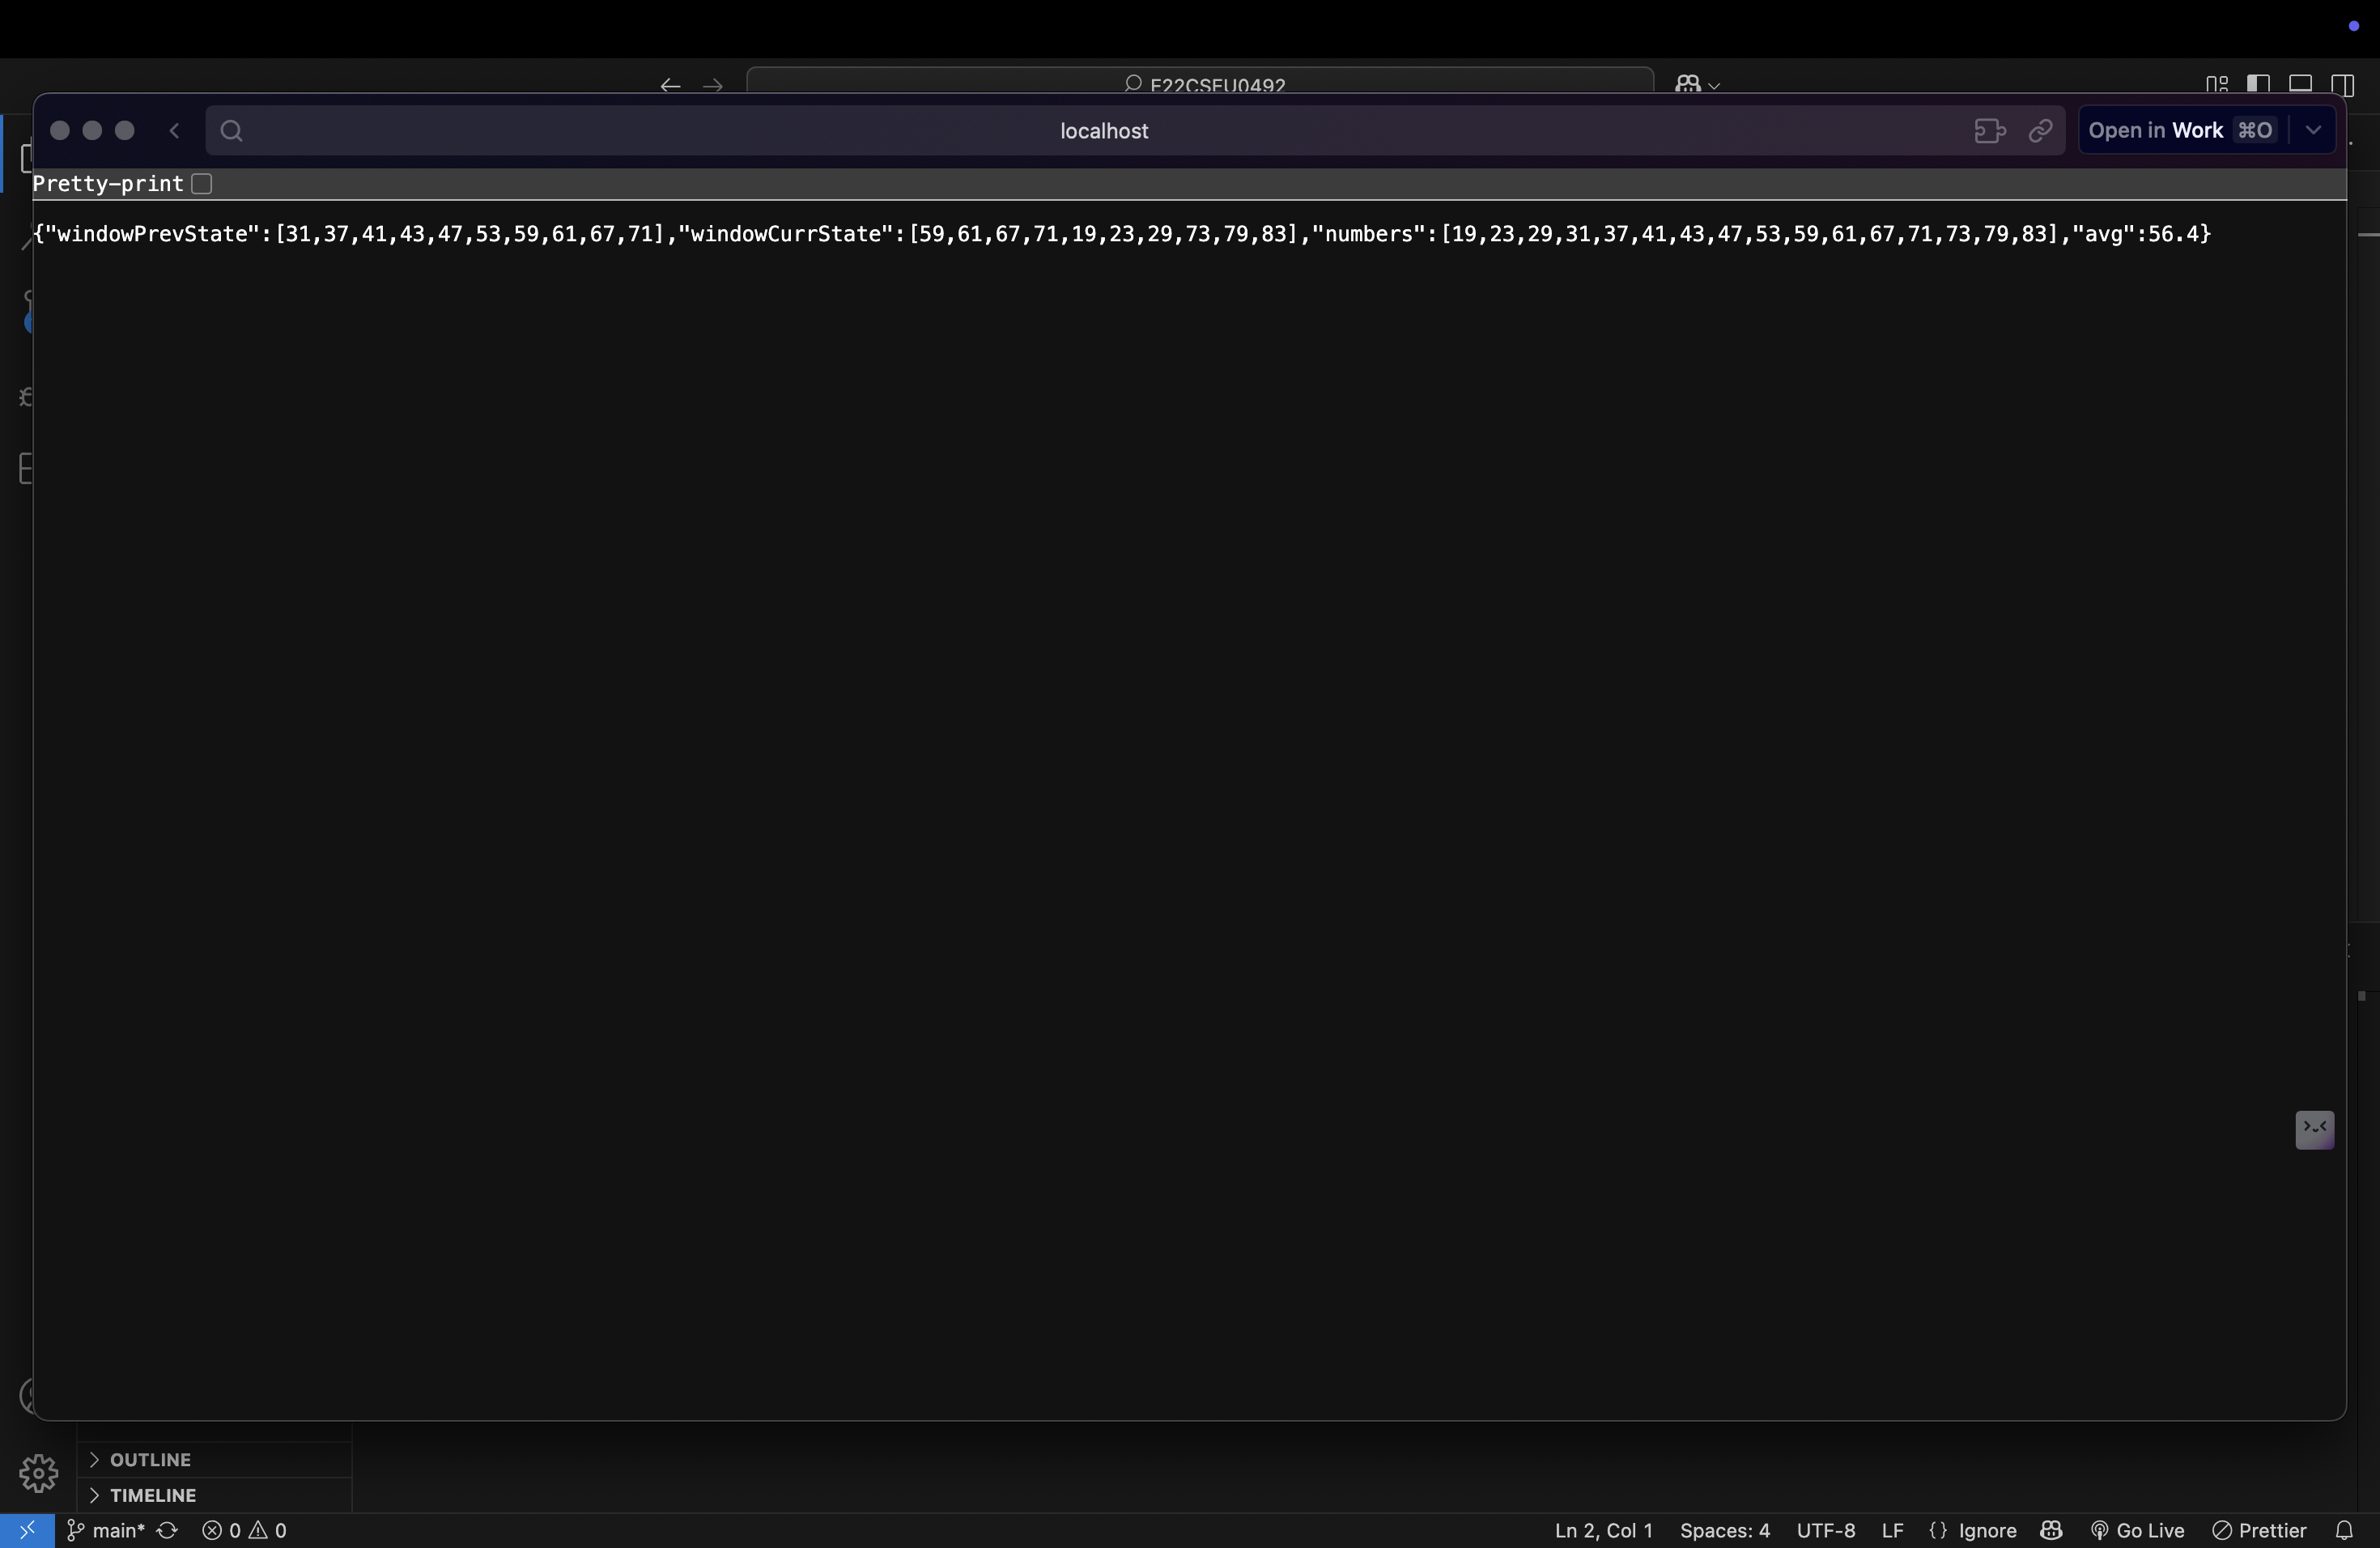 E22CSEU0492
localhost
Open in Work ⌘O
Pretty-print
{"windowPrevState":[31,37,41,43,47,53,59,61,67,71],"windowCurrState":[59,61,67,71,19,23,29,73,79,83],"numbers":[19,23,29,31,37,41,43,47,53,59,61,67,71,73,79,83],"avg":56.4}
OUTLINE
TIMELINE
main* 0 0 Ln 2, Col 1 Spaces: 4 UTF-8 LF {} Ignore Go Live Prettier